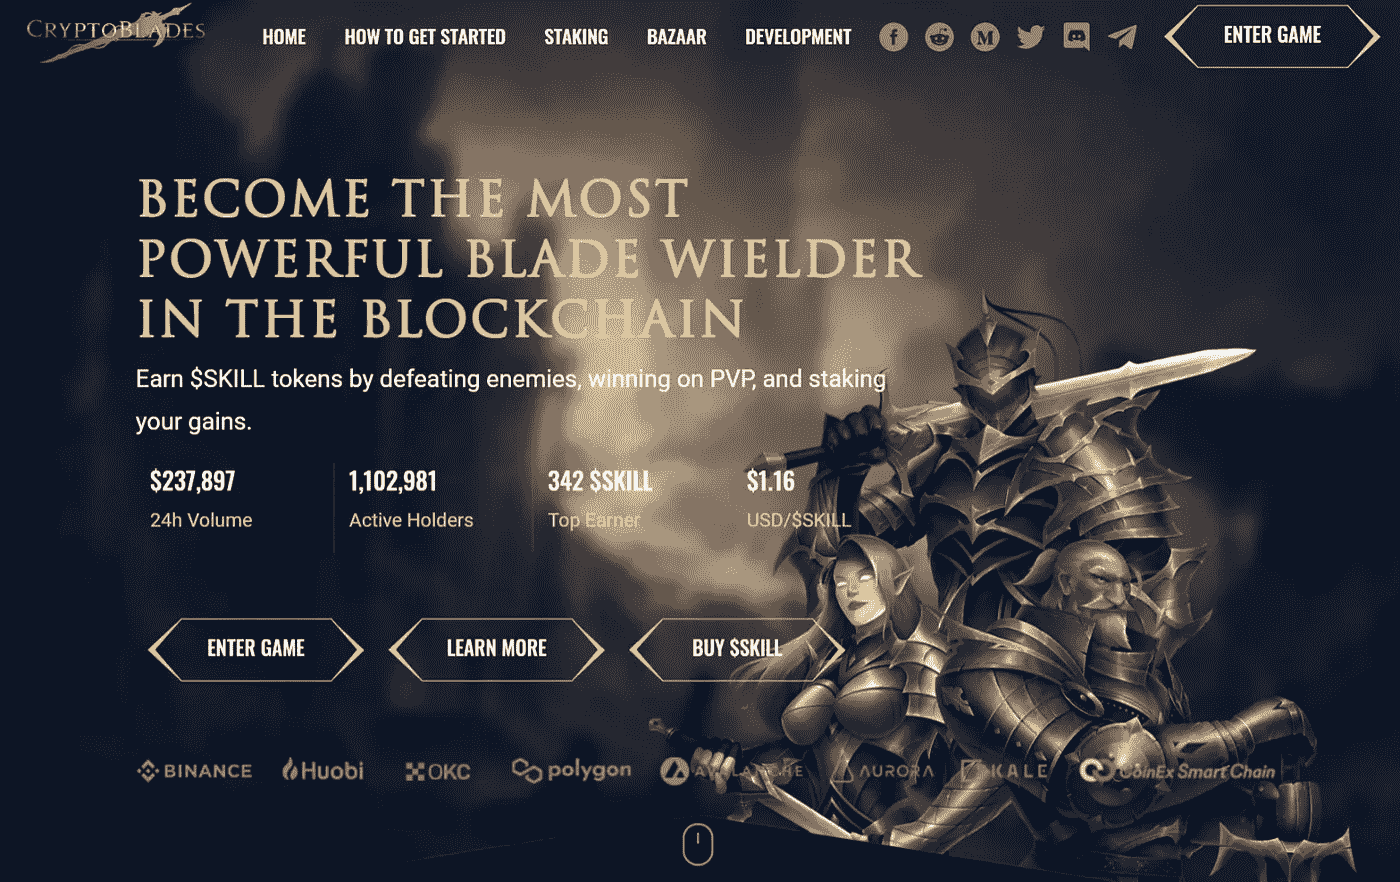 CRYPTOBLADES
HOME HOW TO GET STARTED STAKING BAZAAR DEVELOPMENT ENTER GAME
BECOME THE MOST
POWERFUL BLADE WIELDER
IN THE BLOCKCHAIN
Earn $SKILL tokens by defeating enemies, winning on PVP, and staking
your gains.
$237,897 1,102,981 342 $SKILL $1.16
24h Volume Active Holders Top Earner USD/$SKILL
ENTER GAME LEARN MORE BUY $SKILL
BINANCE Huobi OKC polygon AVALANCHE AURORA KALE CoinEx Smart Chain